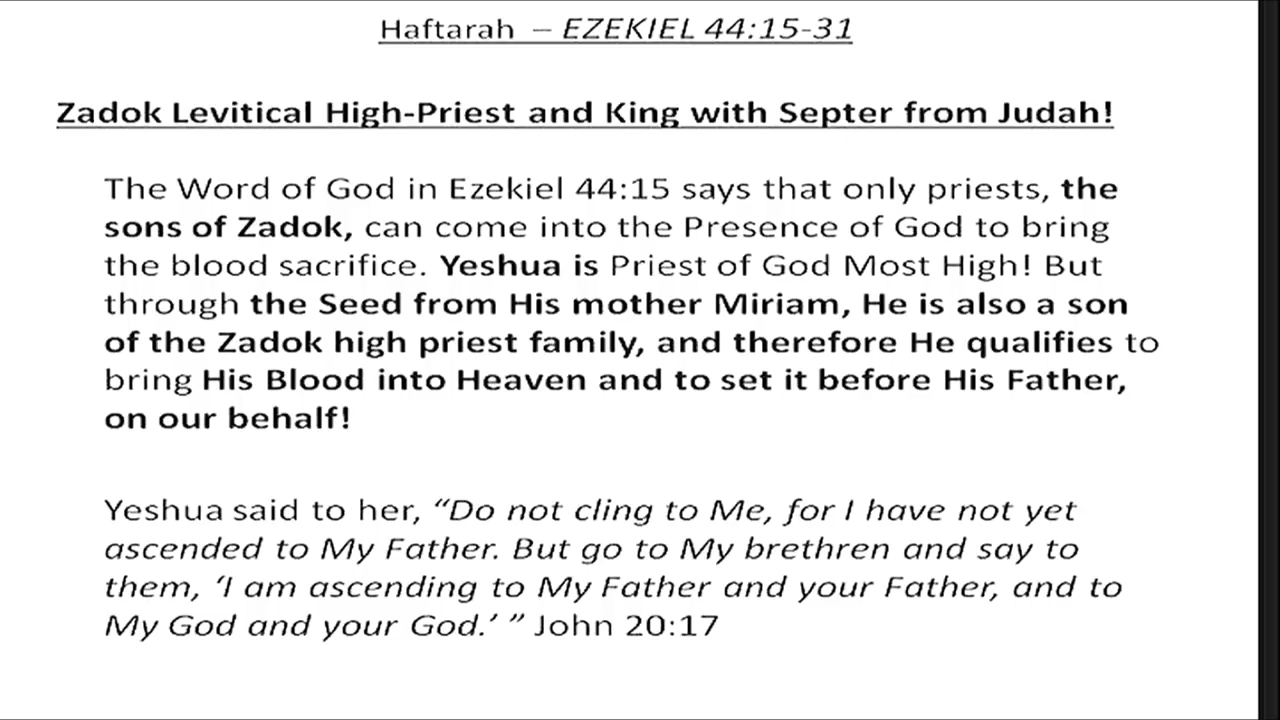 Haftarah – EZEKIEL 44:15-31
Zadok Levitical High-Priest and King with Septer from Judah!
The Word of God in Ezekiel 44:15 says that only priests, the
sons of Zadok, can come into the Presence of God to bring
the blood sacrifice. Yeshua is Priest of God Most High! But
through the Seed from His mother Miriam, He is also a son
of the Zadok high priest family, and therefore He qualifies to
bring His Blood into Heaven and to set it before His Father,
on our behalf!
Yeshua said to her, “Do not cling to Me, for I have not yet
ascended to My Father. But go to My brethren and say to
them, ‘I am ascending to My Father and your Father, and to
My God and your God.’ ” John 20:17